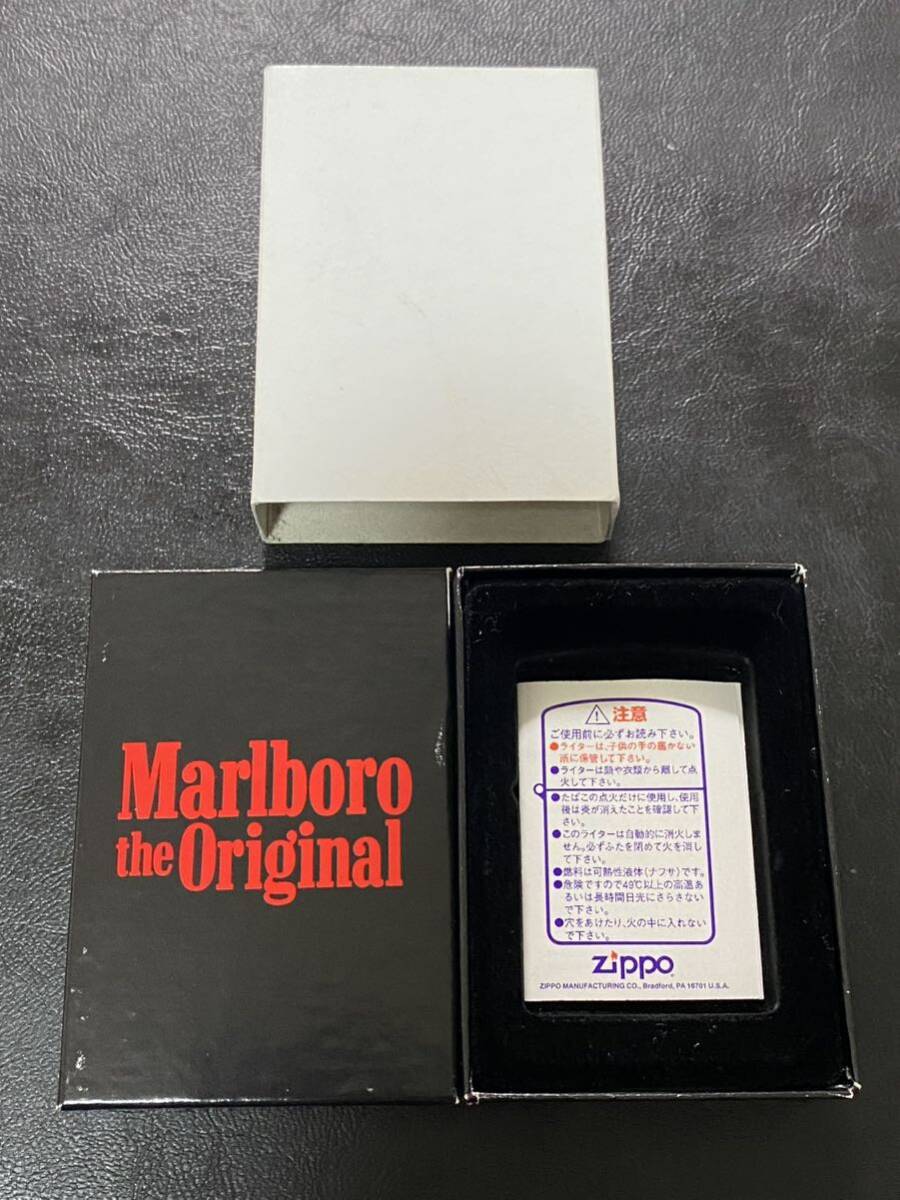 Marlboro
the Original
注意
ご使用前に必ずお読み下さい。
●ライターは、子供の手の届かない
所に保管して下さい。
●ライターは顔や衣類から離して点
火して下さい。
●たばこの点火だけに使用し、使用
後は炎が消えたことを確認して下
さい。
●このライターは自動的に消火しま
せん。必ずふたを閉めて火を消し
て下さい。
●燃料は可熱性液体(ナフサ)です。
●危険ですので49℃以上の高温あ
るいは長時間日光にさらさない
で下さい。
●穴をあけたり、火の中に入れない
で下さい。
Zippo
ZIPPO MANUFACTURING CO., Bradford, PA 16701 U.S.A.